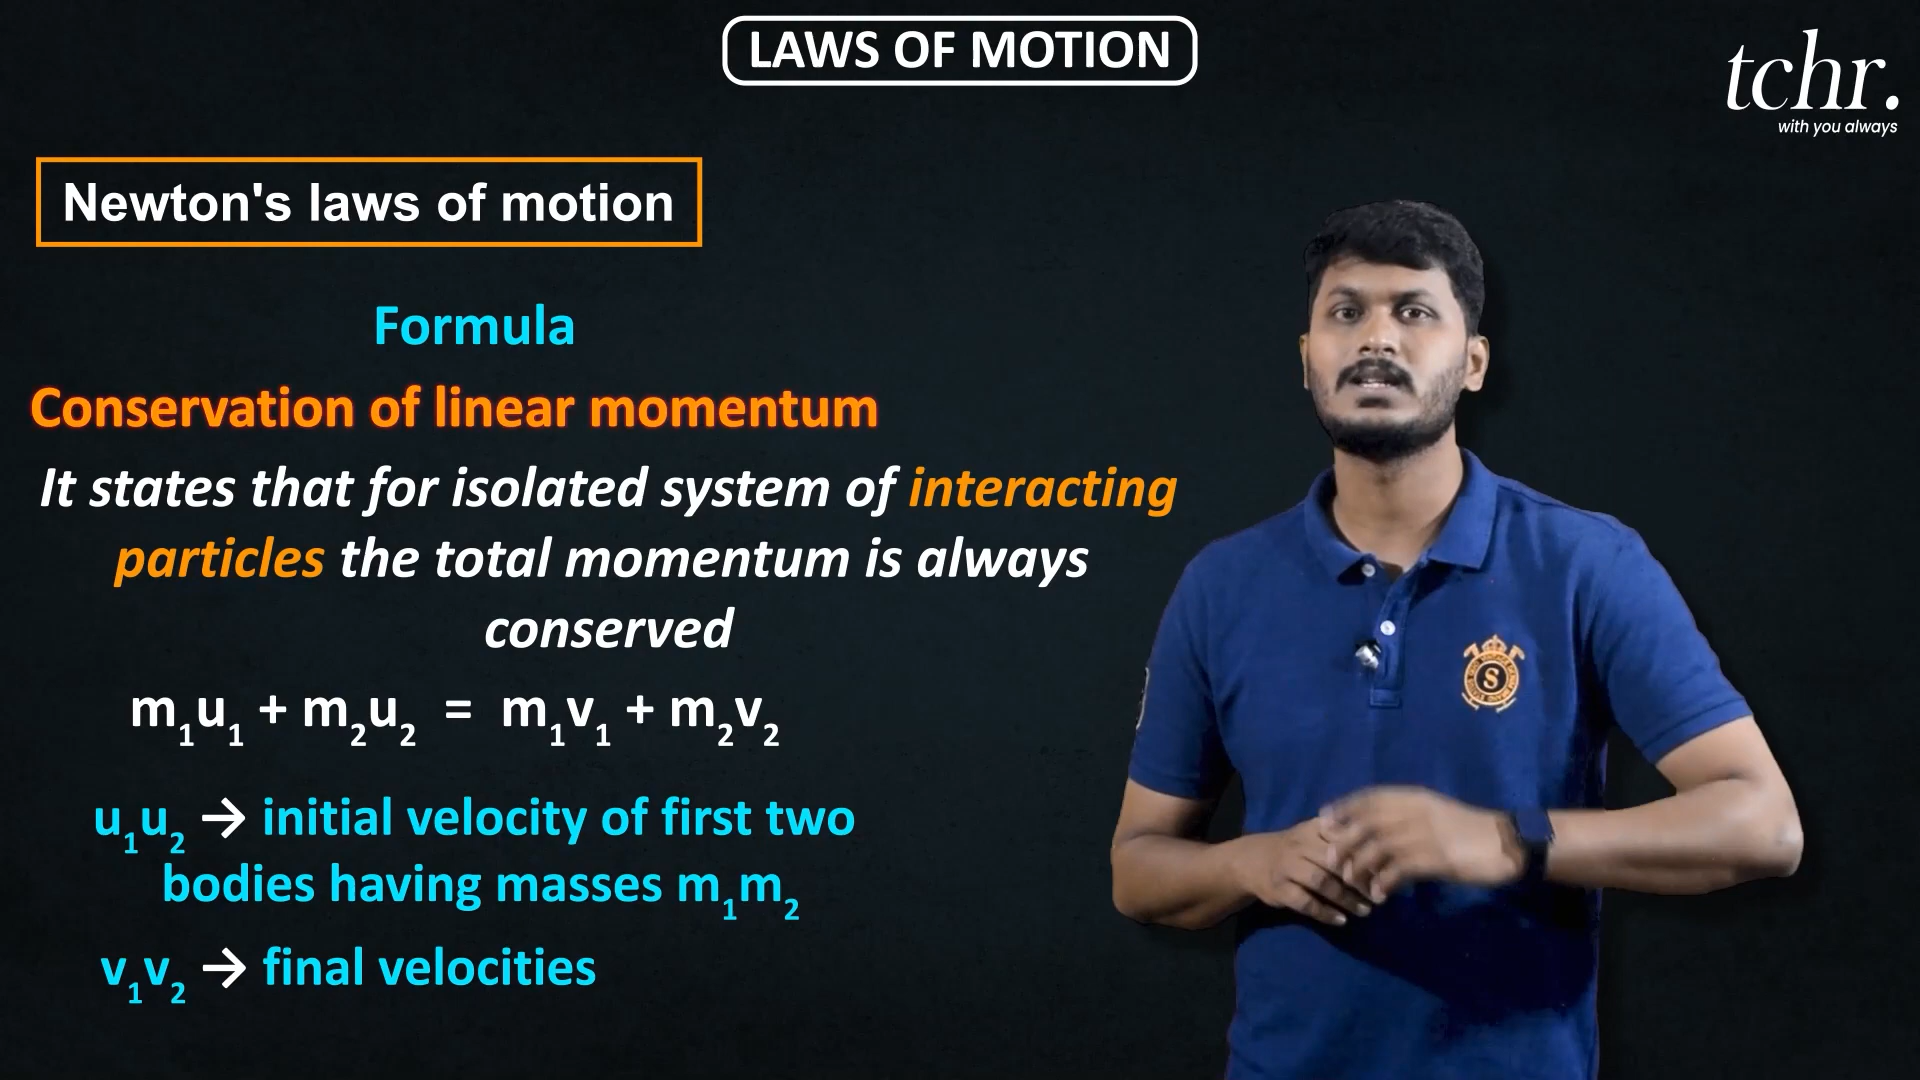 LAWS OF MOTION
tchr.
with you always
Newton's laws of motion
Formula
Conservation of linear momentum
It states that for isolated system of interacting
particles the total momentum is always
conserved
m₁u₁ + m₂u₂ = m₁v₁ + m₂v₂
u₁u₂ → initial velocity of first two
bodies having masses m₁m₂
v₁v₂ → final velocities
S